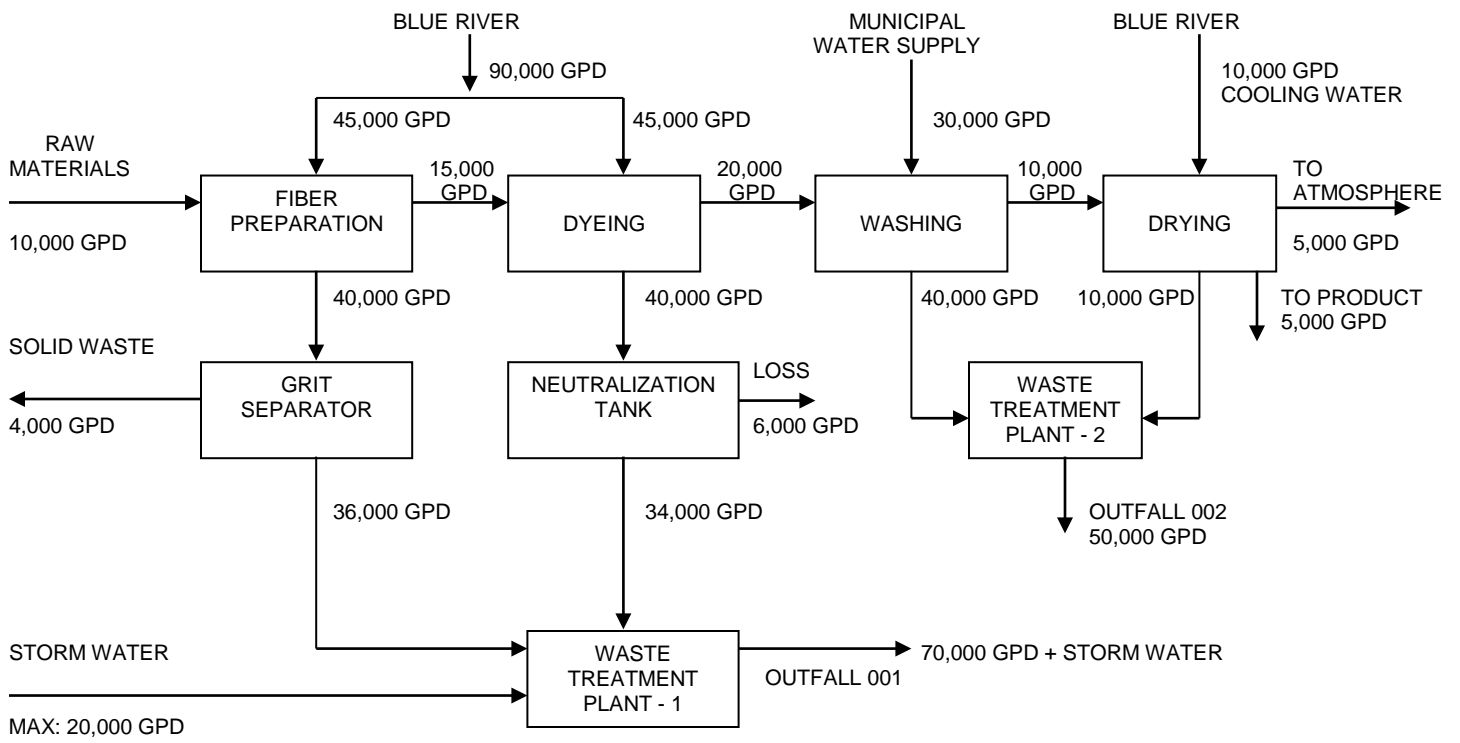 BLUE RIVER
MUNICIPAL
WATER SUPPLY
BLUE RIVER
90,000 GPD
10,000 GPD
COOLING WATER
45,000 GPD
45,000 GPD
30,000 GPD
RAW
MATERIALS
10,000 GPD
FIBER
PREPARATION
15,000
GPD
DYEING
20,000
GPD
WASHING
10,000
GPD
DRYING
TO
ATMOSPHERE
5,000 GPD
40,000 GPD
40,000 GPD
40,000 GPD
10,000 GPD
TO PRODUCT
5,000 GPD
SOLID WASTE
4,000 GPD
GRIT
SEPARATOR
NEUTRALIZATION
TANK
LOSS
6,000 GPD
WASTE
TREATMENT
PLANT - 2
36,000 GPD
34,000 GPD
OUTFALL 002
50,000 GPD
STORM WATER
MAX: 20,000 GPD
WASTE
TREATMENT
PLANT - 1
OUTFALL 001
70,000 GPD + STORM WATER